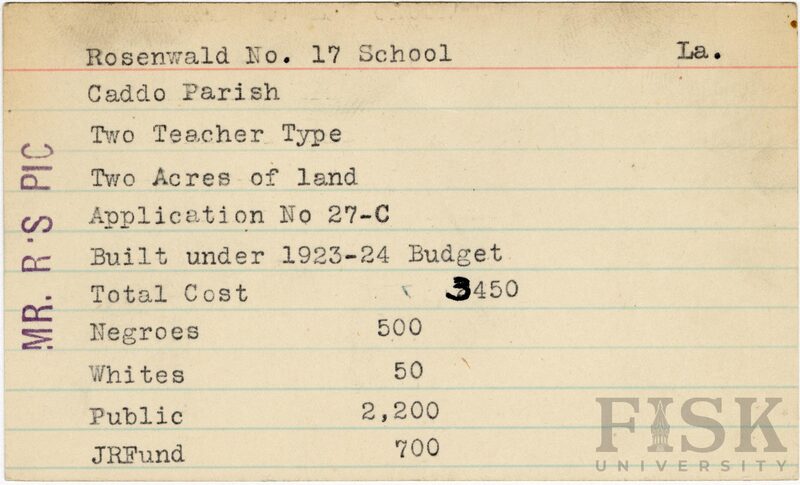 Rosenwald No. 17 School La.
Caddo Parish
Two Teacher Type
Two Acres of land
Application No 27-C
Built under 1923-24 Budget
Total Cost 3450
Negroes 500
Whites 50
Public 2,200
JRFund 700
MR. R'S PIC
FISK
UNIVERSITY